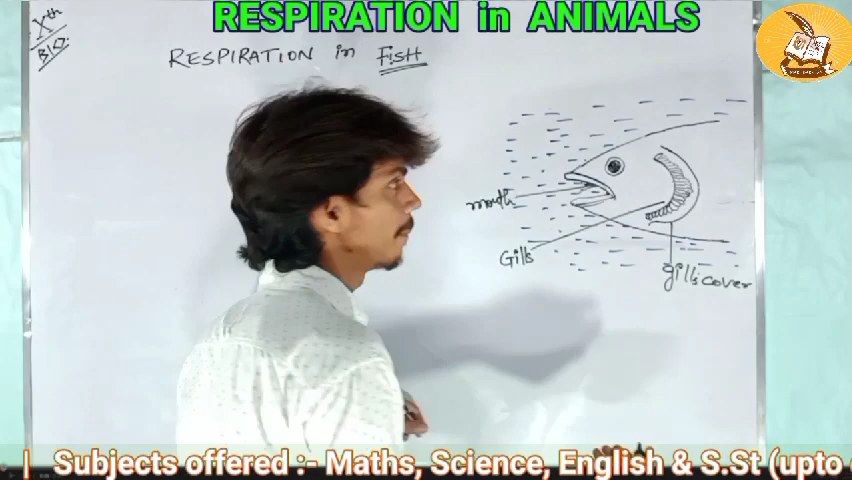 RESPIRATION in ANIMALS
Xth
BIO
RESPIRATION in FISH
mouth
Gills
gills cover
| Subjects offered :- Maths, Science, English & S.St (upto